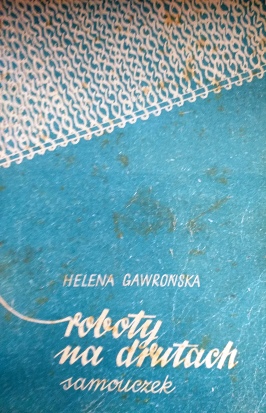 HELENA GAWROŃSKA
roboty
na drutach
samouczek